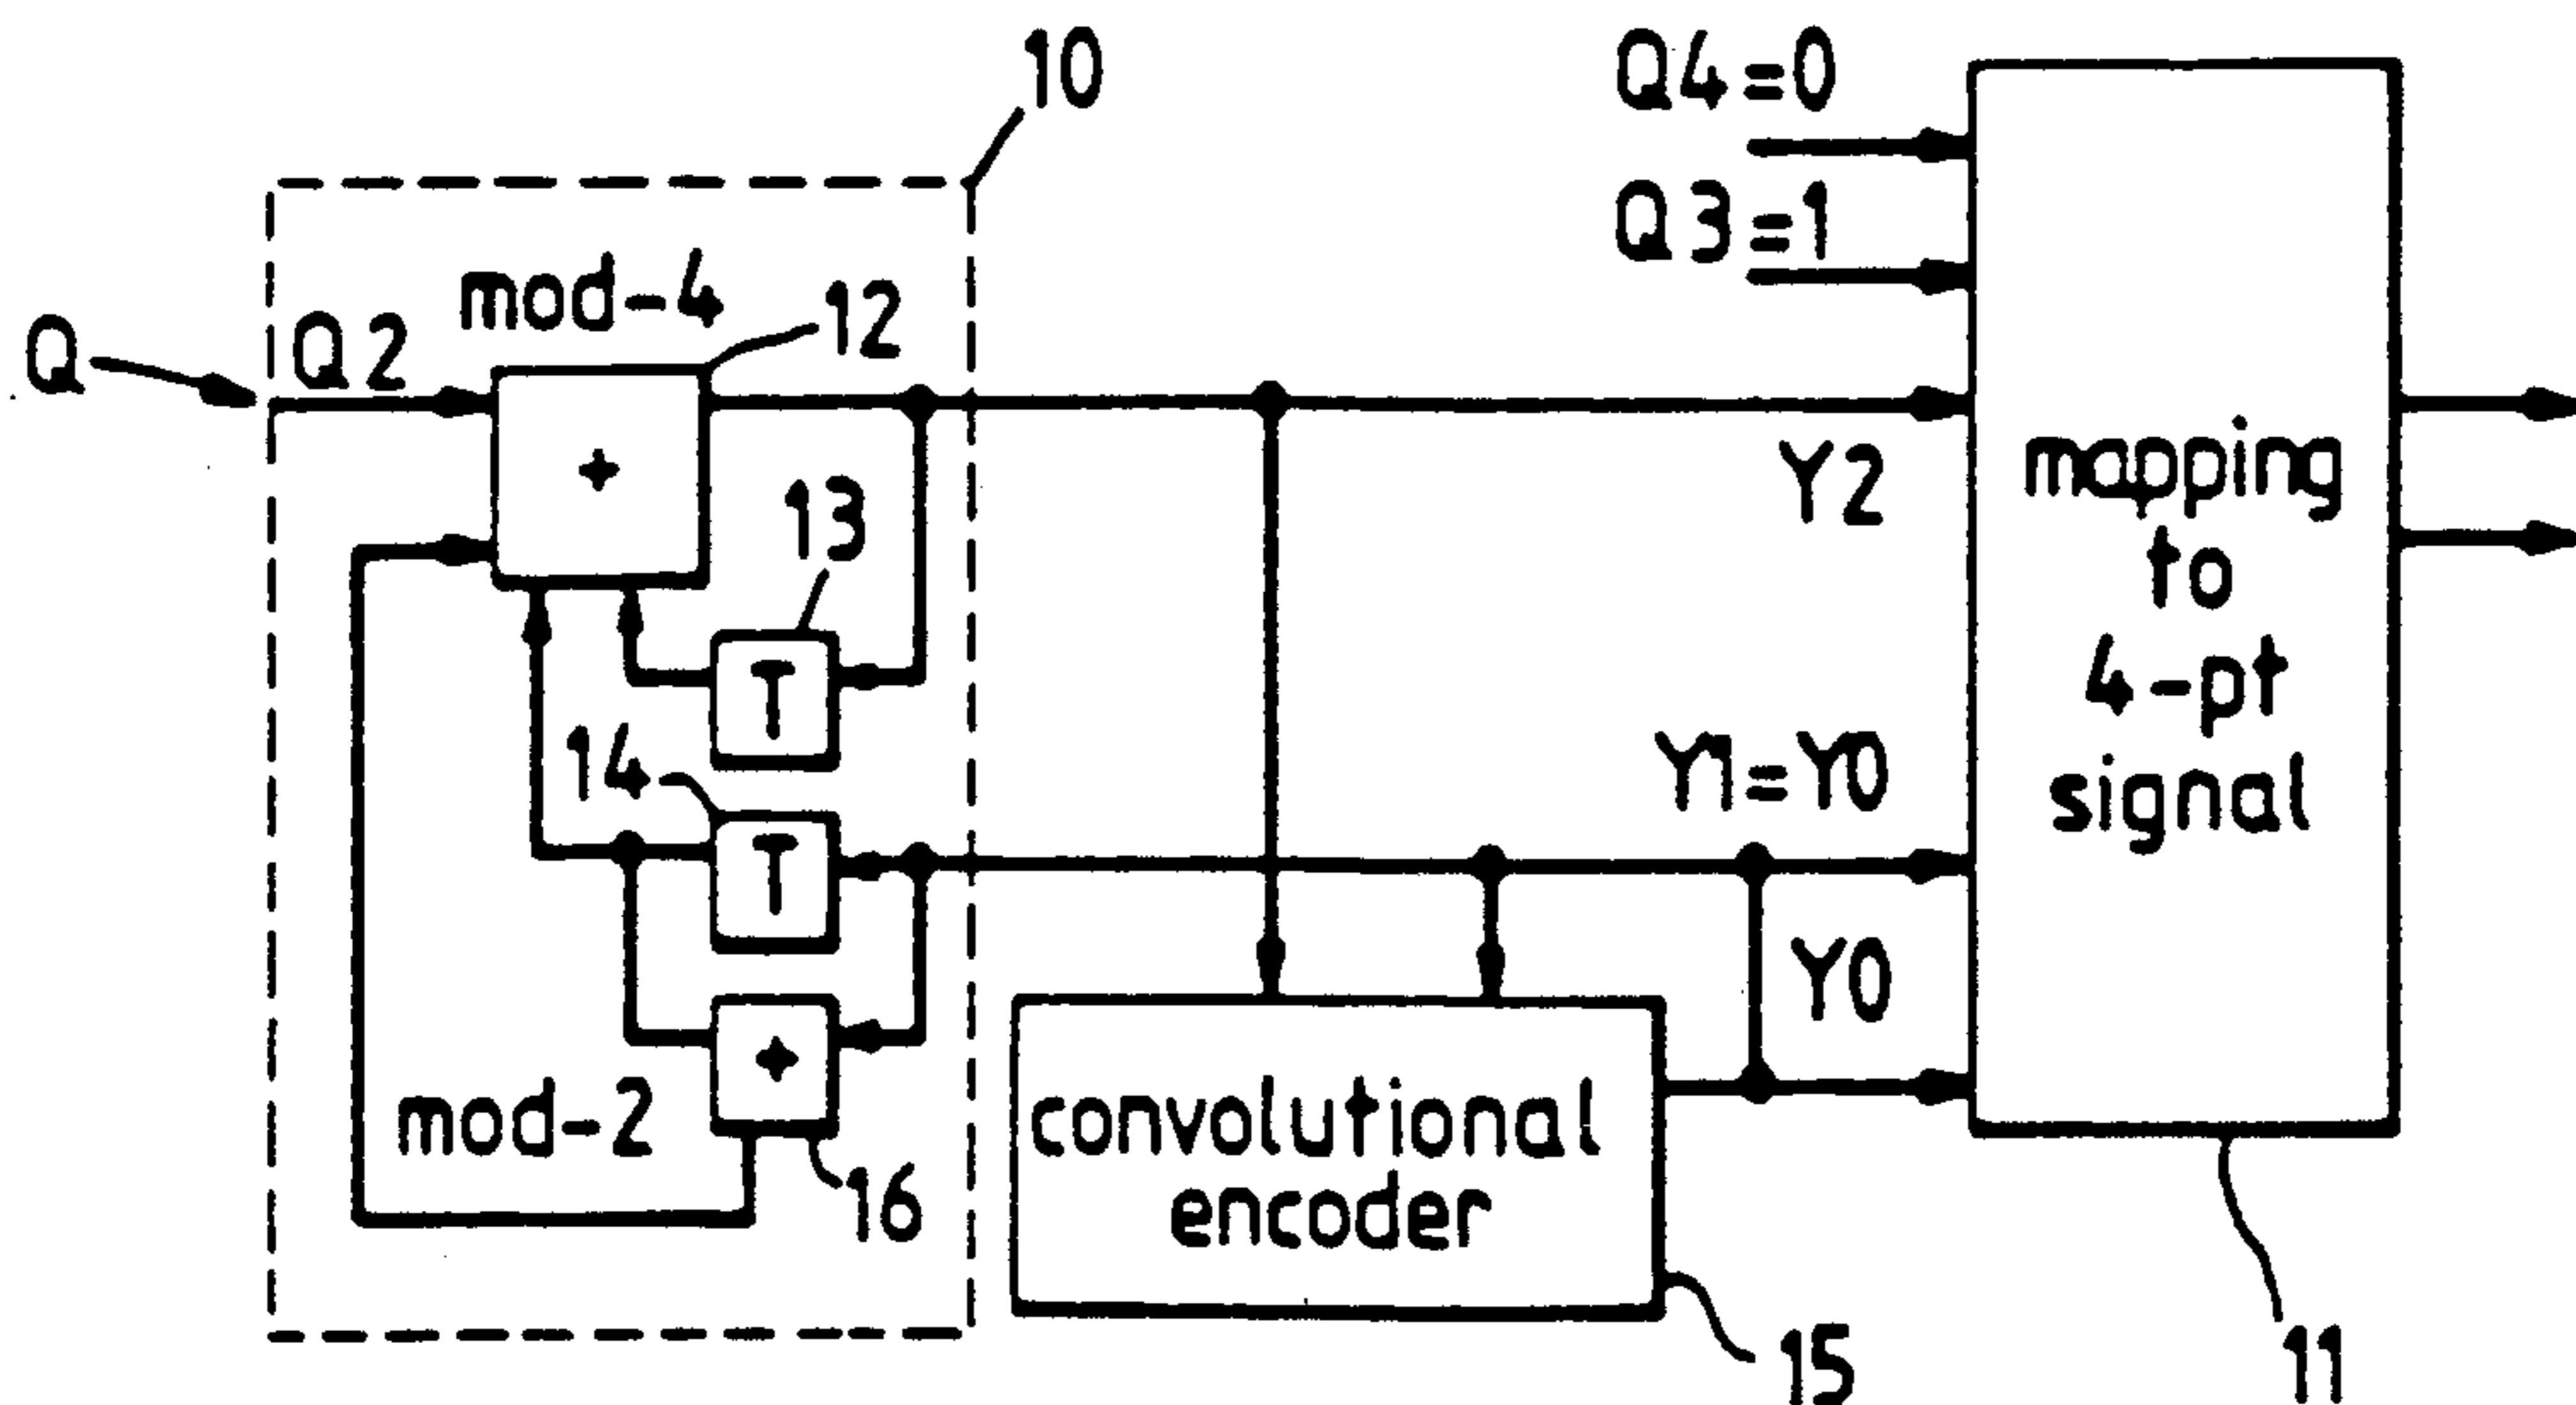 10
Q4=0
Q3=1
mod-4
12
Q
Q2
+
13
T
Y2
mapping
to
4-pt
signal
14
T
Y1=Y0
Y0
+
mod-2
16
convolutional
encoder
15
11